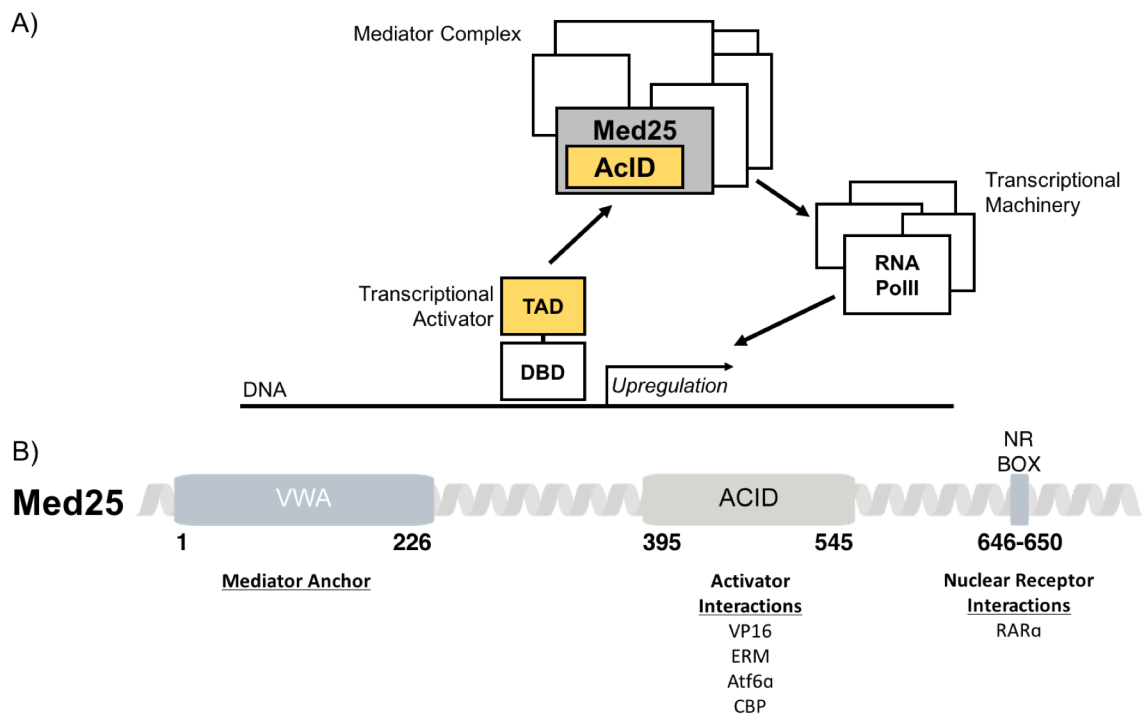 A)
Mediator Complex
Med25
AcID
Transcriptional
Machinery
RNA
PolII
Transcriptional
Activator
TAD
DBD
DNA
Upregulation
B)
Med25
VWA
ACID
NR
BOX
1
226
395
545
646-650
Mediator Anchor
Activator
Interactions
VP16
ERM
Atf6α
CBP
Nuclear Receptor
Interactions
RARα